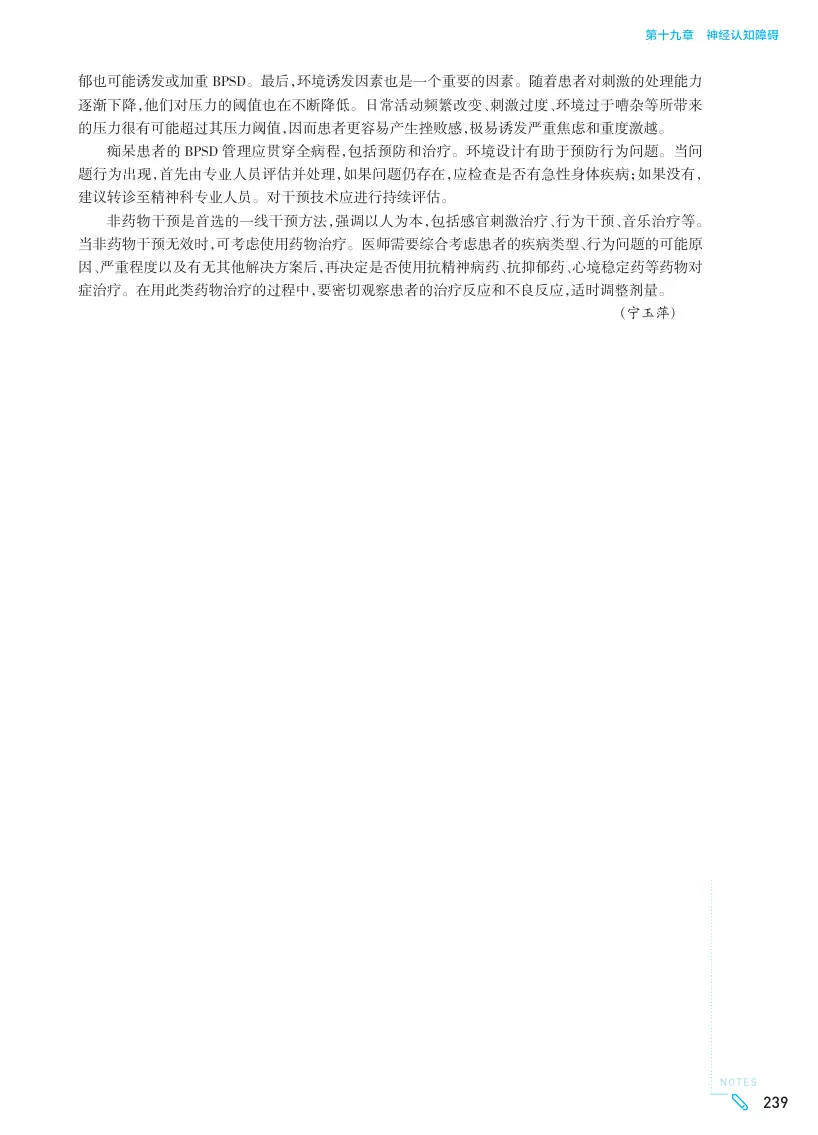 第十九章 神经认知障碍
郁也可能诱发或加重 BPSD。最后,环境诱发因素也是一个重要的因素。随着患者对刺激的处理能力
逐渐下降,他们对压力的阈值也在不断降低。日常活动频繁改变、刺激过度、环境过于嘈杂等所带来
的压力很有可能超过其压力阈值,因而患者更容易产生挫败感,极易诱发严重焦虑和重度激越。
痴呆患者的 BPSD 管理应贯穿全病程,包括预防和治疗。环境设计有助于预防行为问题。当问
题行为出现,首先由专业人员评估并处理,如果问题仍存在,应检查是否有急性身体疾病;如果没有,
建议转诊至精神科专业人员。对干预技术应进行持续评估。
非药物干预是首选的一线干预方法,强调以人为本,包括感官刺激治疗、行为干预、音乐治疗等。
当非药物干预无效时,可考虑使用药物治疗。医师需要综合考虑患者的疾病类型、行为问题的可能原
因、严重程度以及有无其他解决方案后,再决定是否使用抗精神病药、抗抑郁药、心境稳定药等药物对
症治疗。在用此类药物治疗的过程中,要密切观察患者的治疗反应和不良反应,适时调整剂量。
(宁玉萍)
NOTES
239